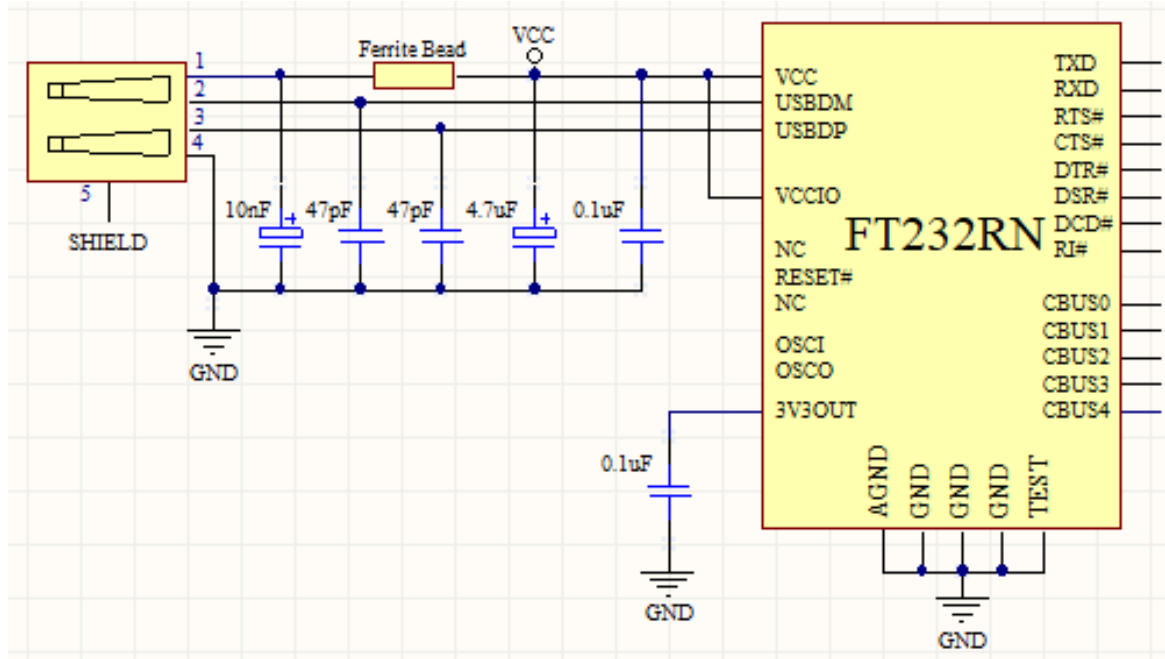 Ferrite Bead
VCC
1
2
3
4
5
SHIELD
10nF
+
47pF
47pF
4.7uF
+
0.1uF
GND
VCC
USBDM
USBDP
VCCIO
NC
RESET#
NC
OSCI
OSCO
3V3OUT
FT232RN
TXD
RXD
RTS#
CTS#
DTR#
DSR#
DCD#
RI#
CBUS0
CBUS1
CBUS2
CBUS3
CBUS4
AGND
GND
GND
GND
TEST
0.1uF
GND
GND